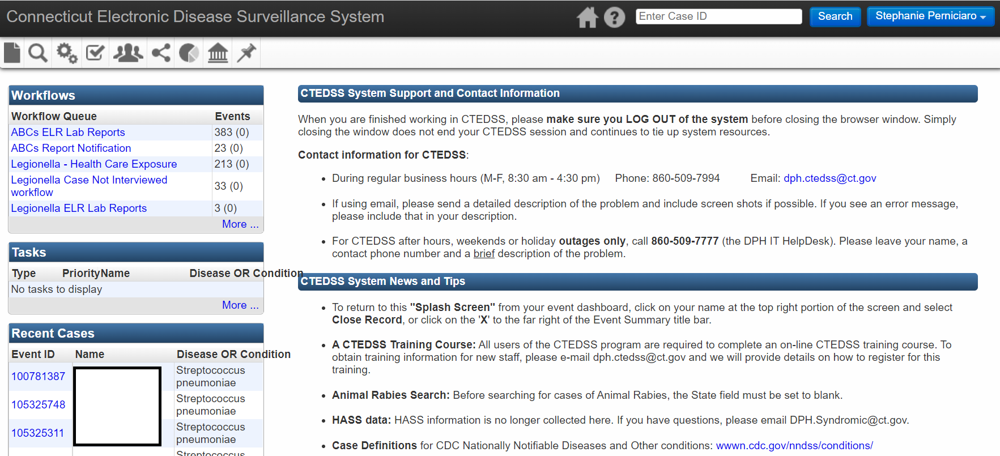 Connecticut Electronic Disease Surveillance System
Enter Case ID
Search
Stephanie Perniciaro
Workflows
Workflow Queue Events
ABCs ELR Lab Reports 383 (0)
ABCs Report Notification 23 (0)
Legionella - Health Care Exposure 213 (0)
Legionella Case Not Interviewed
workflow 33 (0)
Legionella ELR Lab Reports 3 (0)
More ...
Tasks
Type PriorityName Disease OR Condition
No tasks to display
More ...
Recent Cases
Event ID Name Disease OR Condition
100781387 Streptococcus
pneumoniae
105325748 Streptococcus
pneumoniae
105325311 Streptococcus
pneumoniae
Streptococcus
CTEDSS System Support and Contact Information
When you are finished working in CTEDSS, please make sure you LOG OUT of the system before closing the browser window. Simply
closing the window does not end your CTEDSS session and continues to tie up system resources.
Contact information for CTEDSS:
• During regular business hours (M-F, 8:30 am - 4:30 pm) Phone: 860-509-7994 Email: dph.ctedss@ct.gov
• If using email, please send a detailed description of the problem and include screen shots if possible. If you see an error message,
please include that in your description.
• For CTEDSS after hours, weekends or holiday outages only, call 860-509-7777 (the DPH IT HelpDesk). Please leave your name, a
contact phone number and a brief description of the problem.
CTEDSS System News and Tips
• To return to this "Splash Screen" from your event dashboard, click on your name at the top right portion of the screen and select
Close Record, or click on the 'X' to the far right of the Event Summary title bar.
• A CTEDSS Training Course: All users of the CTEDSS program are required to complete an on-line CTEDSS training course. To
obtain training information for new staff, please e-mail dph.ctedss@ct.gov and we will provide details on how to register for this
training.
• Animal Rabies Search: Before searching for cases of Animal Rabies, the State field must be set to blank.
• HASS data: HASS information is no longer collected here. If you have questions, please email DPH.Syndromic@ct.gov.
• Case Definitions for CDC Nationally Notifiable Diseases and Other conditions: wwwn.cdc.gov/nndss/conditions/